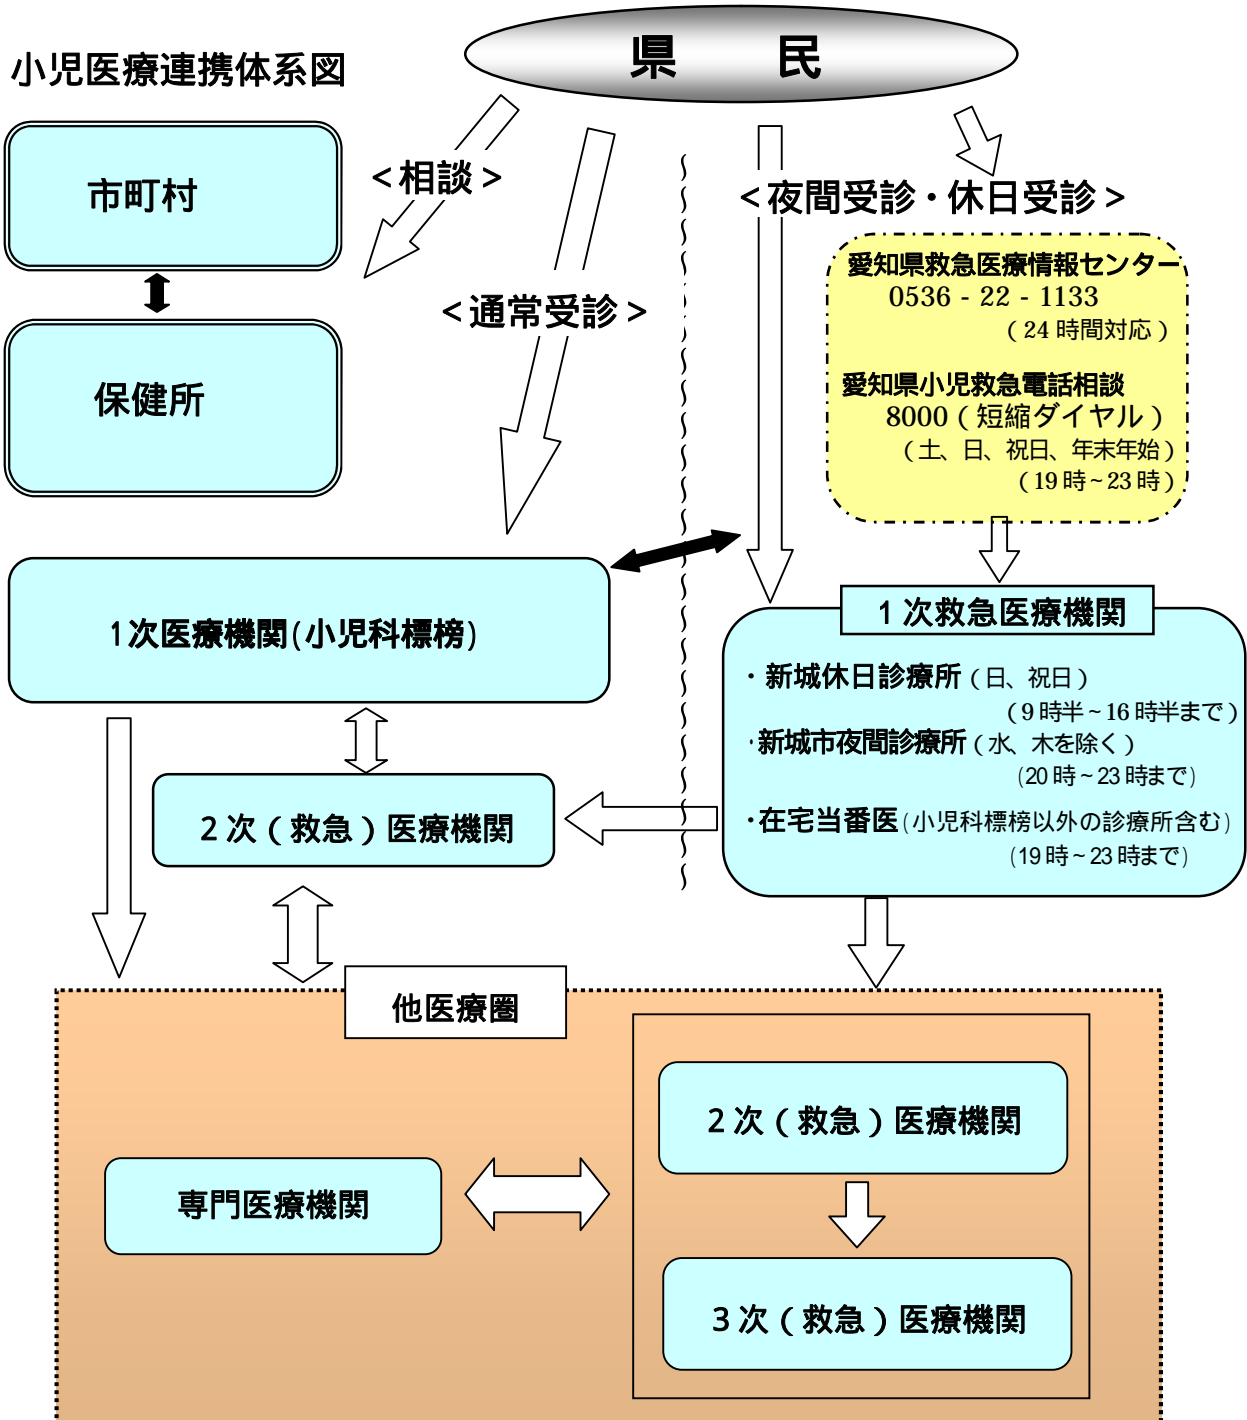 県　民
小児医療連携体系図
市町村
＜相談＞
＜夜間受診・休日受診＞
愛知県救急医療情報センター
0536 - 22 - 1133
（24 時間対応）
＜通常受診＞
保健所
愛知県小児救急電話相談
8000（短縮ダイヤル）
（土、日、祝日、年末年始）
（19 時~23 時）
1次医療機関(小児科標榜)
1 次救急医療機関
・新城休日診療所（日、祝日）
（9 時半 ~ 16 時半まで）
・新城市夜間診療所（水、木を除く）
(20 時 ~ 23 時まで)
・在宅当番医(小児科標榜以外の診療所含む)
(19 時 ~ 23 時まで)
2 次（救急）医療機関
他医療圏
2 次（救急）医療機関
専門医療機関
3 次（救急）医療機関